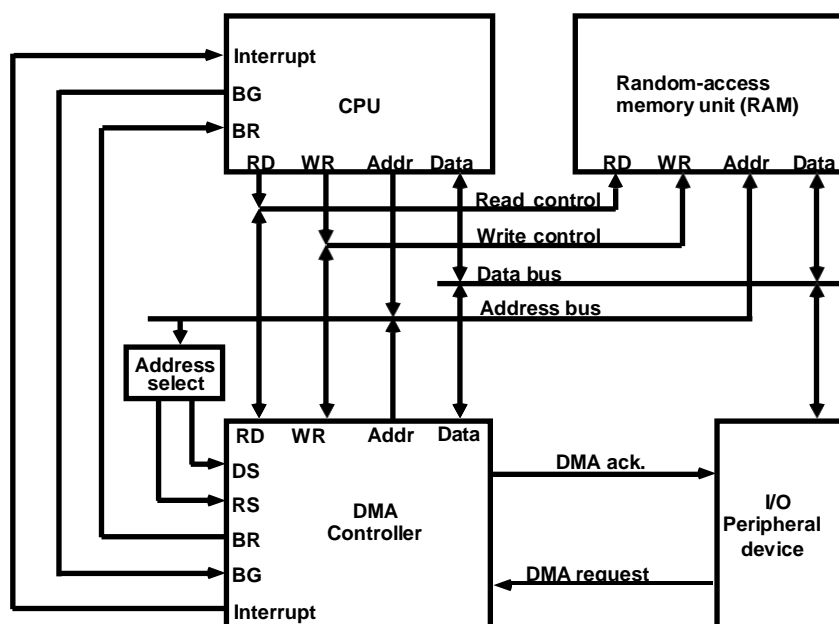 Interrupt
BG
BR
CPU
RD WR Addr Data
Random-access
memory unit (RAM)
RD WR Addr Data
Read control
Write control
Data bus
Address bus
Address
select
RD WR Addr Data
DS
RS
BR
BG
Interrupt
DMA
Controller
DMA ack.
DMA request
I/O
Peripheral
device